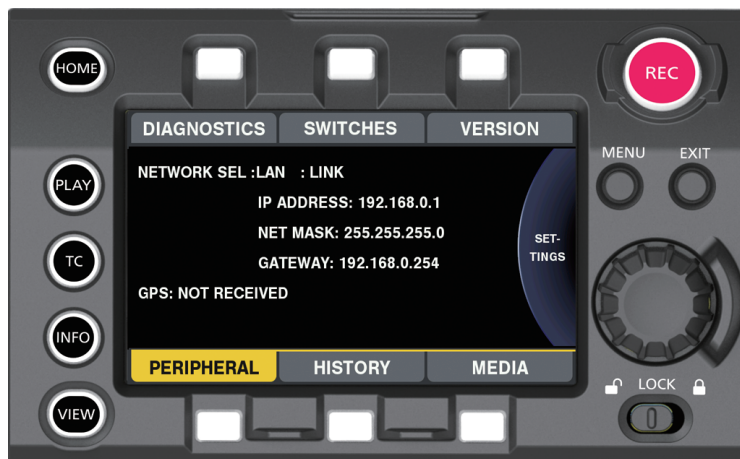 HOME
REC
DIAGNOSTICS SWITCHES VERSION
MENU EXIT
NETWORK SEL :LAN : LINK
PLAY
IP ADDRESS: 192.168.0.1
NET MASK: 255.255.255.0
SET-
TINGS
TC
GATEWAY: 192.168.0.254
GPS: NOT RECEIVED
INFO
PERIPHERAL HISTORY MEDIA
LOCK
VIEW